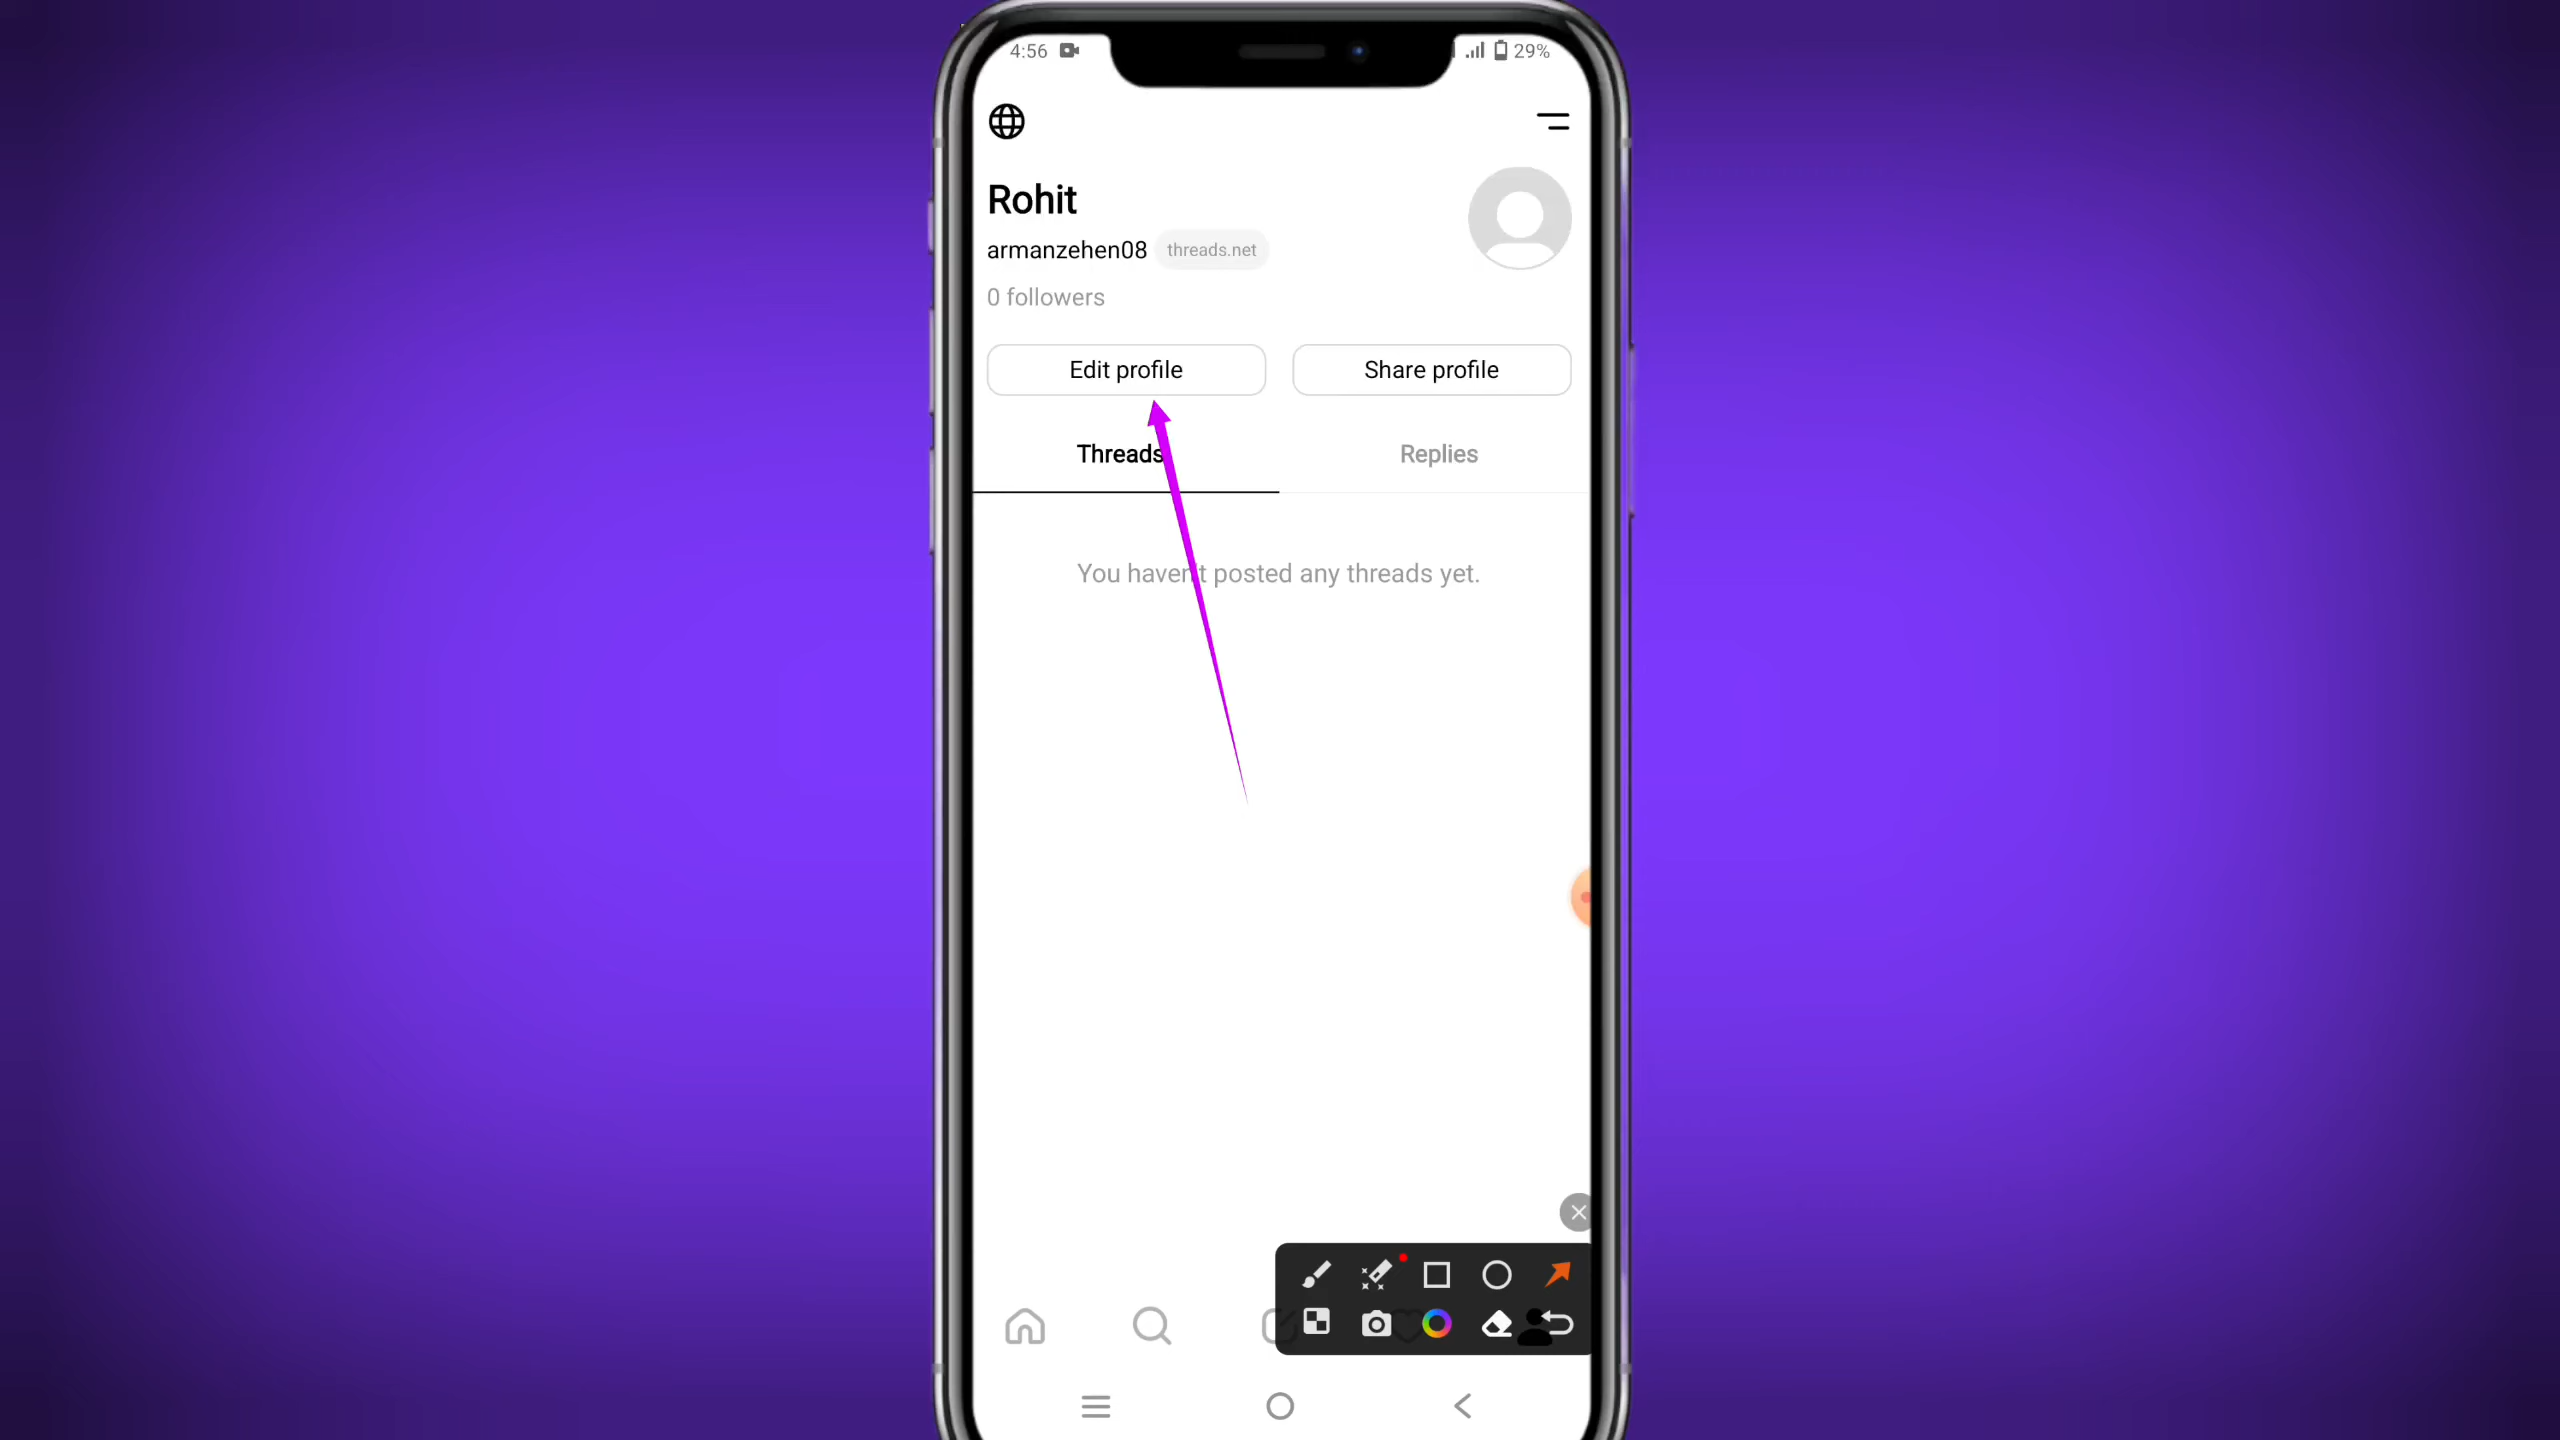 4:56 29%
Rohit
armanzehen08 threads.net
0 followers
Edit profile Share profile
Threads Replies
You haven't posted any threads yet.